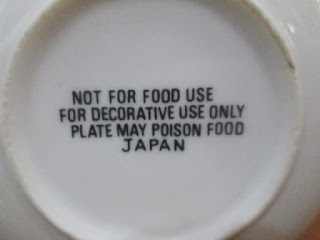 NOT FOR FOOD USE
FOR DECORATIVE USE ONLY
PLATE MAY POISON FOOD
JAPAN